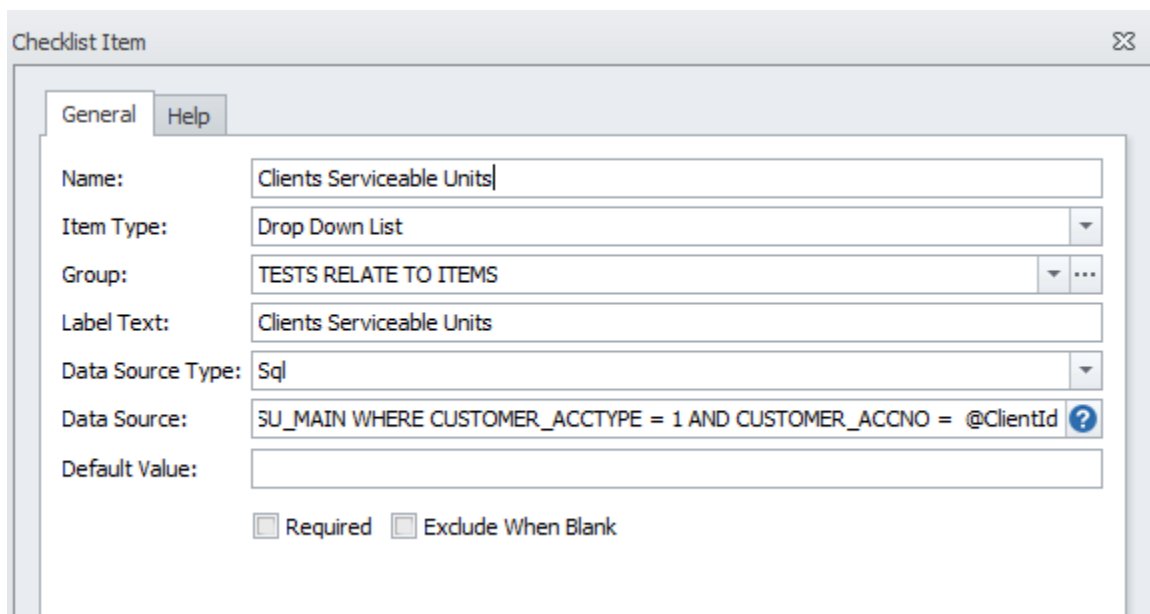 Checklist Item
General Help
Name: Clients Serviceable Units
Item Type: Drop Down List
Group: TESTS RELATE TO ITEMS
Label Text: Clients Serviceable Units
Data Source Type: Sql
Data Source: SU_MAIN WHERE CUSTOMER_ACCTYPE = 1 AND CUSTOMER_ACCNO = @ClientId
Default Value:
Required Exclude When Blank